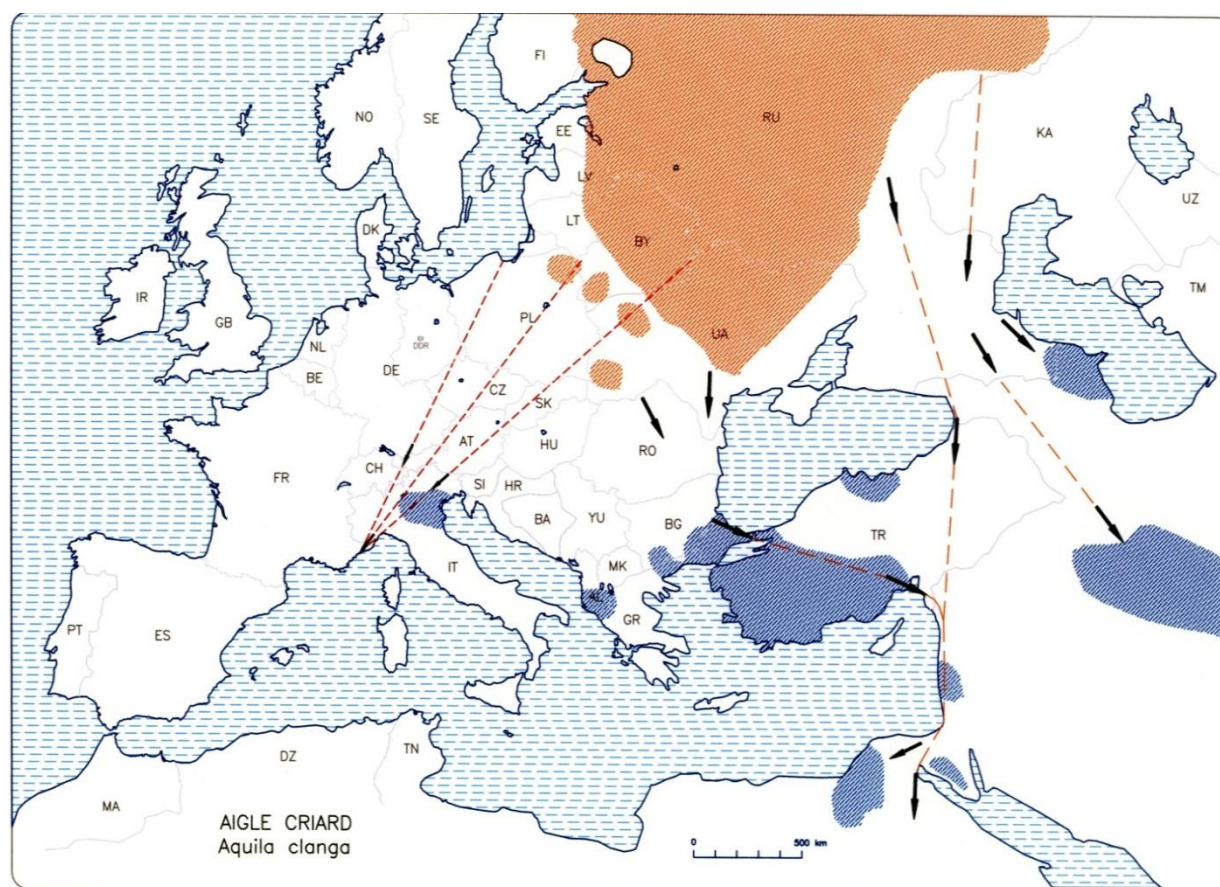 FI
NO
SE
RU
EE
KA
LV
UZ
LT
DK
BY
TM
IR
GB
PL
UA
NL
DDR
DE
BE
CZ
SK
AT
HU
RO
CH
FR
SI
HR
BA
YU
BG
TR
IT
MK
AL
GR
PT
ES
TN
DZ
MA
AIGLE CRIARD
Aquila clanga
0
500 km